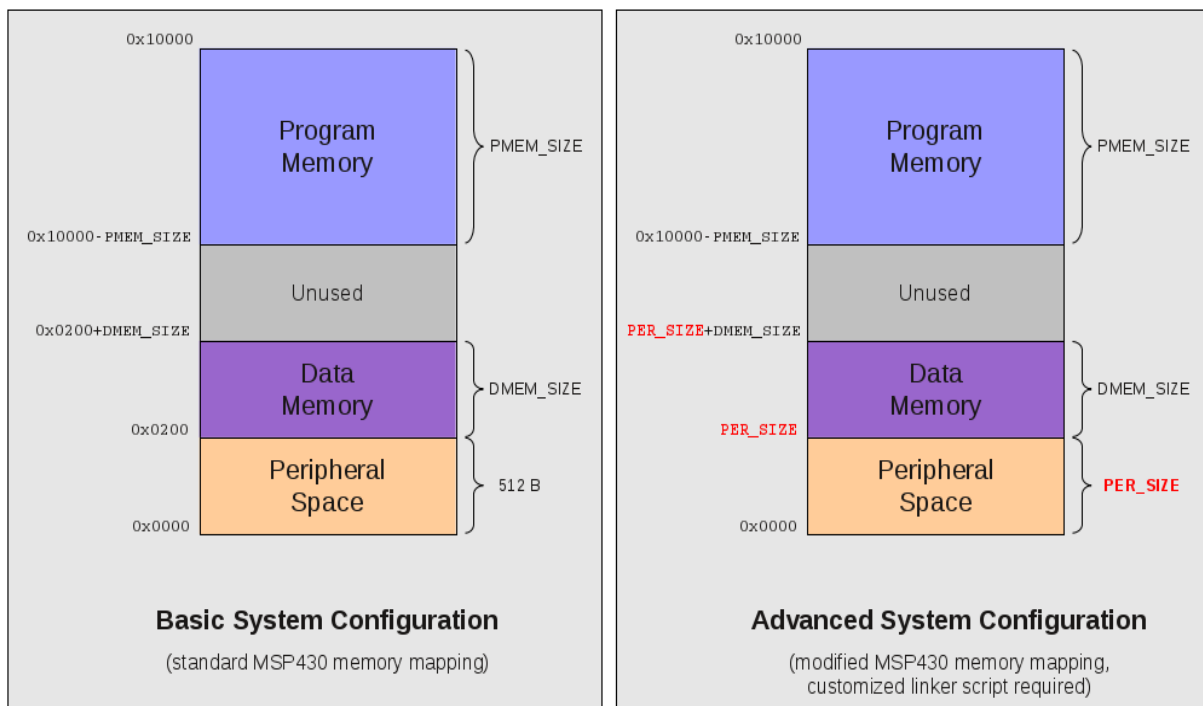 0x10000
Program
Memory
PMEM_SIZE
0x10000-PMEM_SIZE
Unused
0x0200+DMEM_SIZE
Data
Memory
DMEM_SIZE
0x0200
Peripheral
Space
512 B
0x0000
Basic System Configuration
(standard MSP430 memory mapping)
0x10000
Program
Memory
PMEM_SIZE
0x10000-PMEM_SIZE
Unused
PER_SIZE+DMEM_SIZE
Data
Memory
DMEM_SIZE
PER_SIZE
Peripheral
Space
PER_SIZE
0x0000
Advanced System Configuration
(modified MSP430 memory mapping,
customized linker script required)